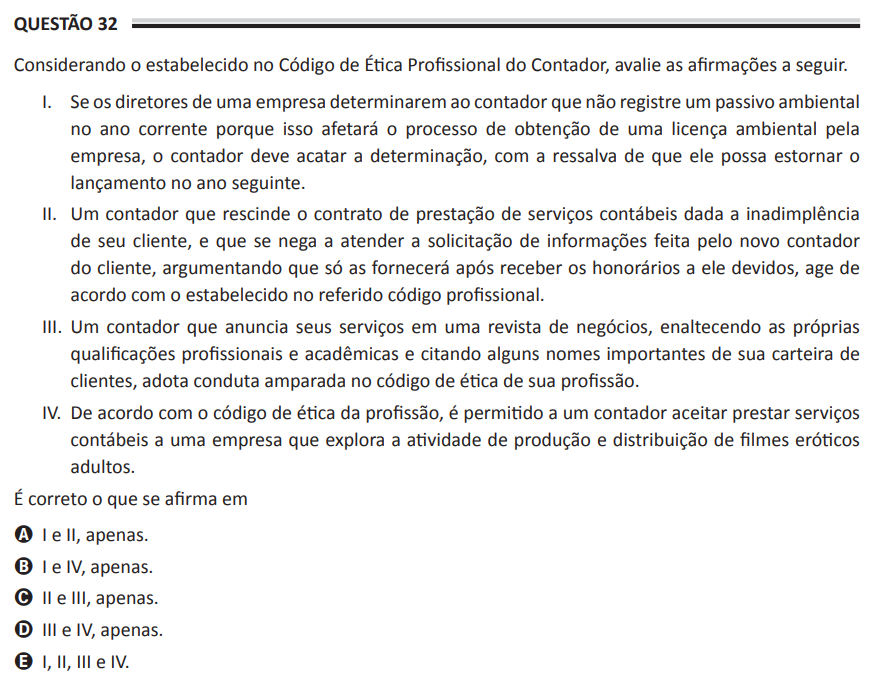 QUESTÃO 32
Considerando o estabelecido no Código de Ética Profissional do Contador, avalie as afirmações a seguir.
I. Se os diretores de uma empresa determinarem ao contador que não registre um passivo ambiental
no ano corrente porque isso afetará o processo de obtenção de uma licença ambiental pela
empresa, o contador deve acatar a determinação, com a ressalva de que ele possa estornar o
lançamento no ano seguinte.
II. Um contador que rescinde o contrato de prestação de serviços contábeis dada a inadimplência
de seu cliente, e que se nega a atender a solicitação de informações feita pelo novo contador
do cliente, argumentando que só as fornecerá após receber os honorários a ele devidos, age de
acordo com o estabelecido no referido código profissional.
III. Um contador que anuncia seus serviços em uma revista de negócios, enaltecendo as próprias
qualificações profissionais e acadêmicas e citando alguns nomes importantes de sua carteira de
clientes, adota conduta amparada no código de ética de sua profissão.
IV. De acordo com o código de ética da profissão, é permitido a um contador aceitar prestar serviços
contábeis a uma empresa que explora a atividade de produção e distribuição de filmes eróticos
adultos.
É correto o que se afirma em
A I e II, apenas.
B I e IV, apenas.
C II e III, apenas.
D III e IV, apenas.
E I, II, III e IV.